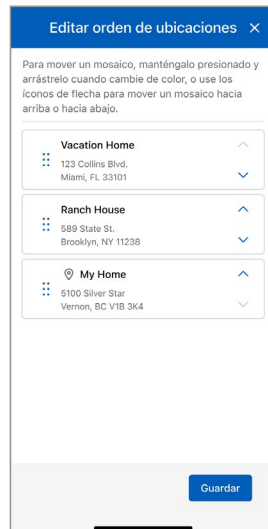 Editar orden de ubicaciones
Para mover un mosaico, manténgalo presionado y
arrástrelo cuando cambie de color, o use los
íconos de flecha para mover un mosaico hacia
arriba o hacia abajo.
Vacation Home
123 Collins Blvd.
Miami, FL 33101
Ranch House
589 State St.
Brooklyn, NY 11238
My Home
5100 Silver Star
Vernon, BC V1B 3K4
Guardar